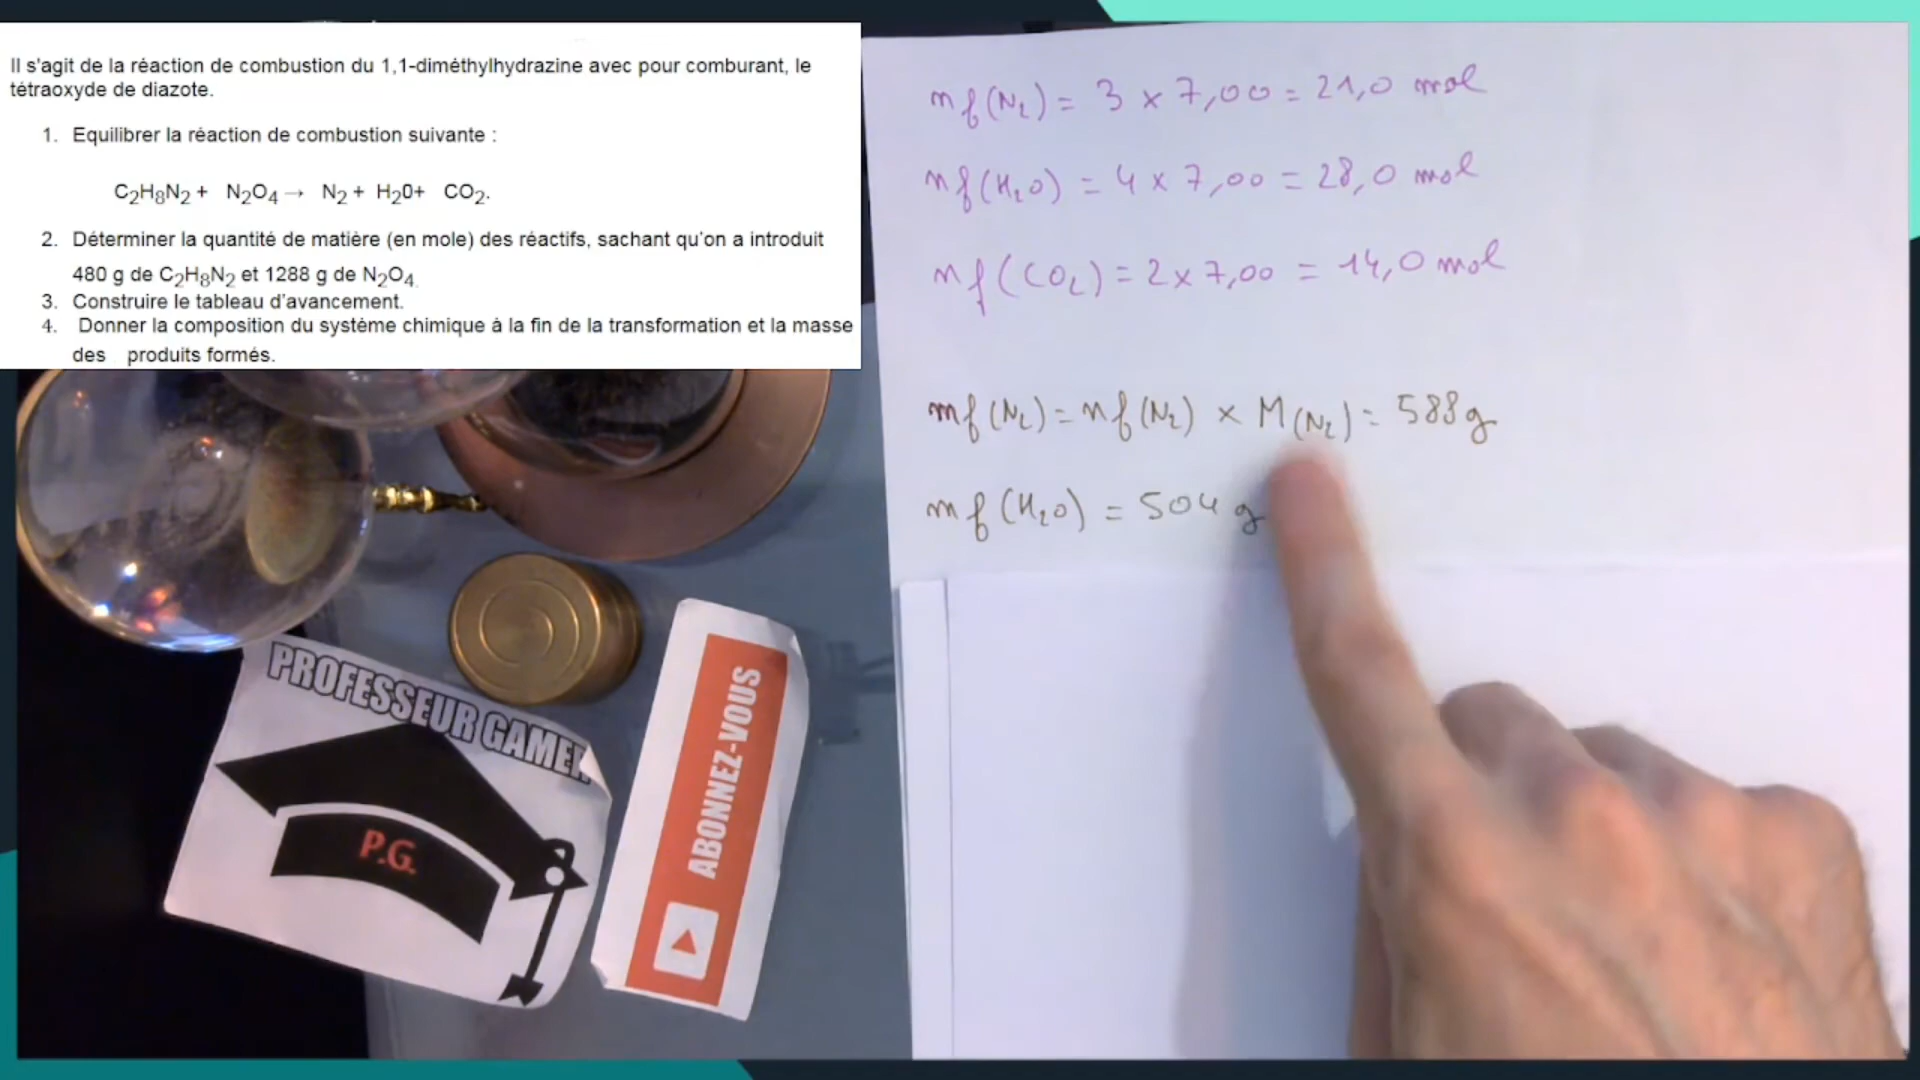 Il s'agit de la réaction de combustion du 1,1-diméthylhydrazine avec pour comburant, le
tétraoxyde de diazote.
1. Equilibrer la réaction de combustion suivante :
C₂H₈N₂ + N₂O₄ → N₂ + H₂0+ CO₂.
2. Déterminer la quantité de matière (en mole) des réactifs, sachant qu'on a introduit
480 g de C₂H₈N₂ et 1288 g de N₂O₄.
3. Construire le tableau d'avancement.
4. Donner la composition du système chimique à la fin de la transformation et la masse
des produits formés.
nf(N₂) = 3 x 7,00 = 21,0 mol
nf(H₂O) = 4 x 7,00 = 28,0 mol
nf(CO₂) = 2 x 7,00 = 14,0 mol
mf(N₂) = nf(N₂) x M(N₂) = 588g
mf(H₂O) = 504 g
PROFESSEUR GAMER
P.G.
ABONNEZ-VOUS